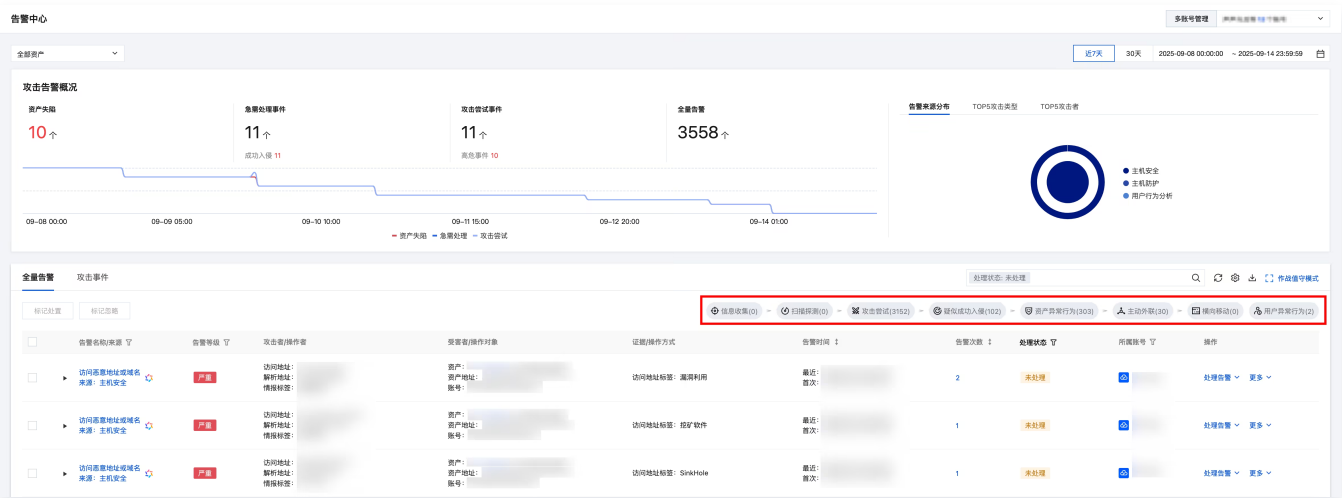 告警中心
多账号管理
全部资产
近7天 30天 2025-09-08 00:00:00 ~ 2025-09-14 23:59:59
攻击告警概况
资产失陷 急需处理事件 攻击尝试事件 全量告警
10个 11个 11个 3558个
成功入侵 11 高危事件 10
告警来源分布 TOP5攻击类型 TOP5攻击者
主机安全
主机防护
用户行为分析
09-08 00:00 09-09 05:00 09-10 10:00 09-11 15:00 09-12 20:00 09-14 01:00
资产失陷 急需处理 攻击尝试
全量告警 攻击事件 处理状态: 未处理 作战值守模式
标记处置 标记忽略 信息收集(0) - 扫描探测(0) - 攻击尝试(3152) - 疑似成功入侵(102) - 资产异常行为(303) - 主动外联(30) - 横向移动(0) 用户异常行为(2)
告警名称/来源 告警等级 攻击者/操作者 受害者/操作对象 证据/操作方式 告警时间 告警次数 处理状态 所属账号 操作
访问恶意地址或域名
来源: 主机安全
严重
访问地址:
解析地址:
情报标签:
资产:
资产地址:
账号:
访问地址标签: 漏洞利用
最近:
首次:
2 未处理 处理告警 更多
访问恶意地址或域名
来源: 主机安全
严重
访问地址:
解析地址:
情报标签:
资产:
资产地址:
账号:
访问地址标签: 挖矿软件
最近:
首次:
1 未处理 处理告警 更多
访问恶意地址或域名
来源: 主机安全
严重
访问地址:
解析地址:
情报标签:
资产:
资产地址:
账号:
访问地址标签: SinkHole
最近:
首次:
1 未处理 处理告警 更多